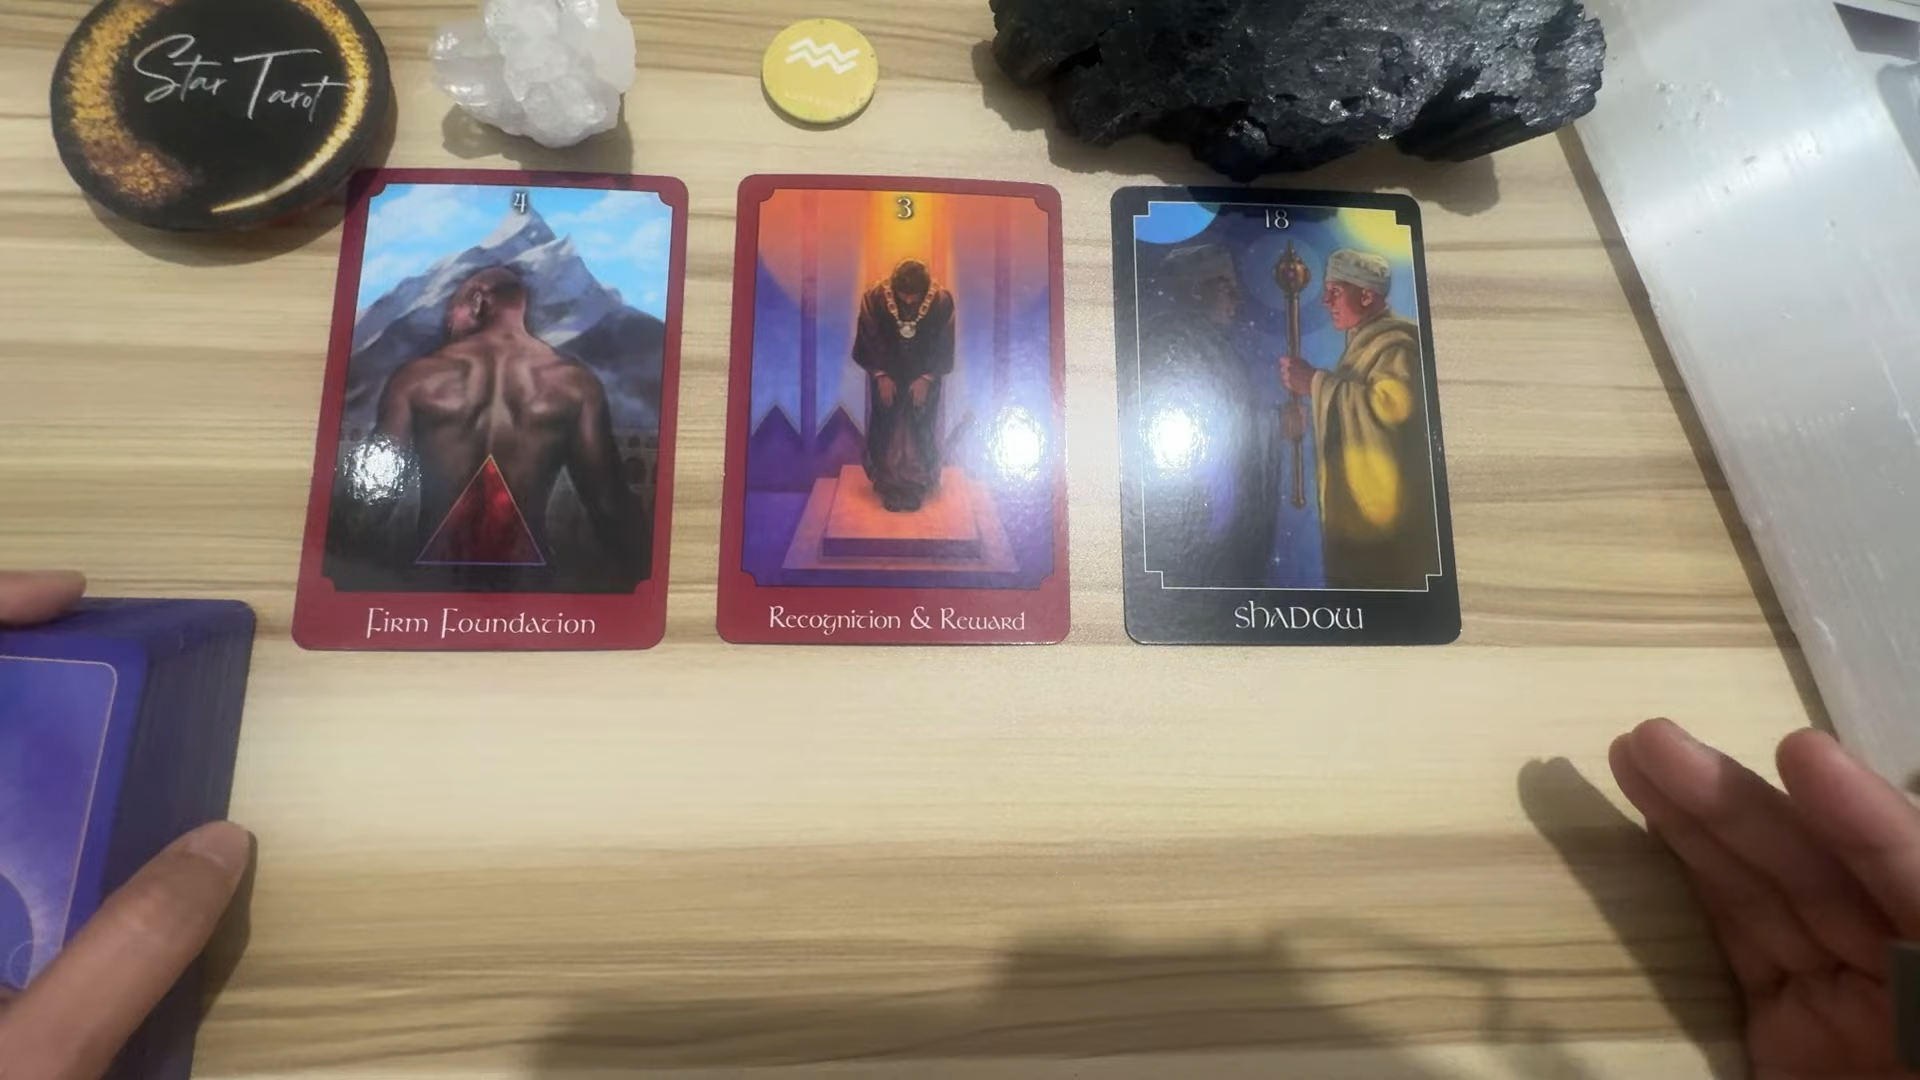 Star Tarot
4
3
18
Firm Foundation
Recognition & Reward
Shadow